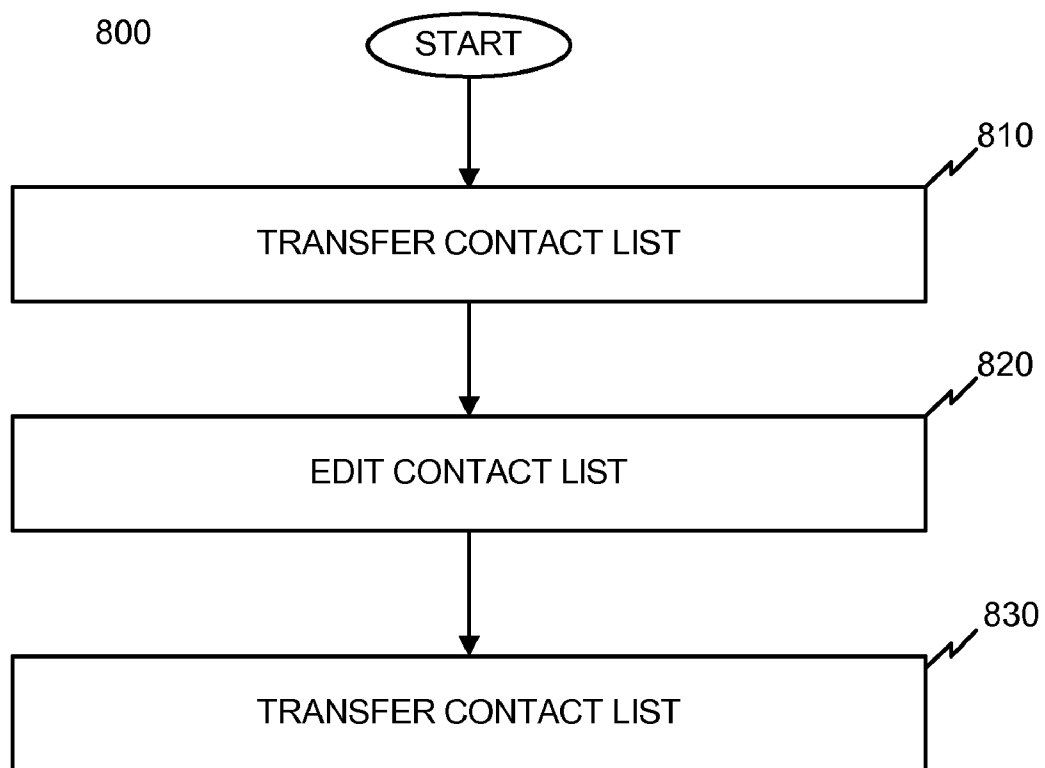 800
START
810
TRANSFER CONTACT LIST
820
EDIT CONTACT LIST
830
TRANSFER CONTACT LIST